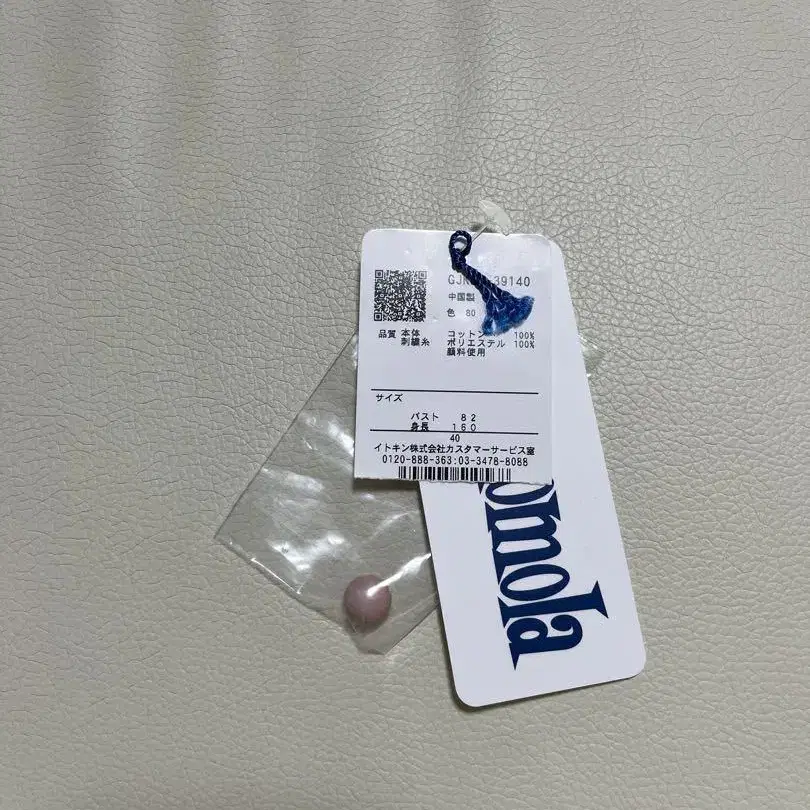 39140
中国製
色 80
品質 本体 コットン 100%
刺繍糸 ポリエステル 100%
顔料使用
サイズ
バスト 82
身長 160
40
イトキン株式会社カスタマーサービス室
0120-888-363:03-3478-8088
omola